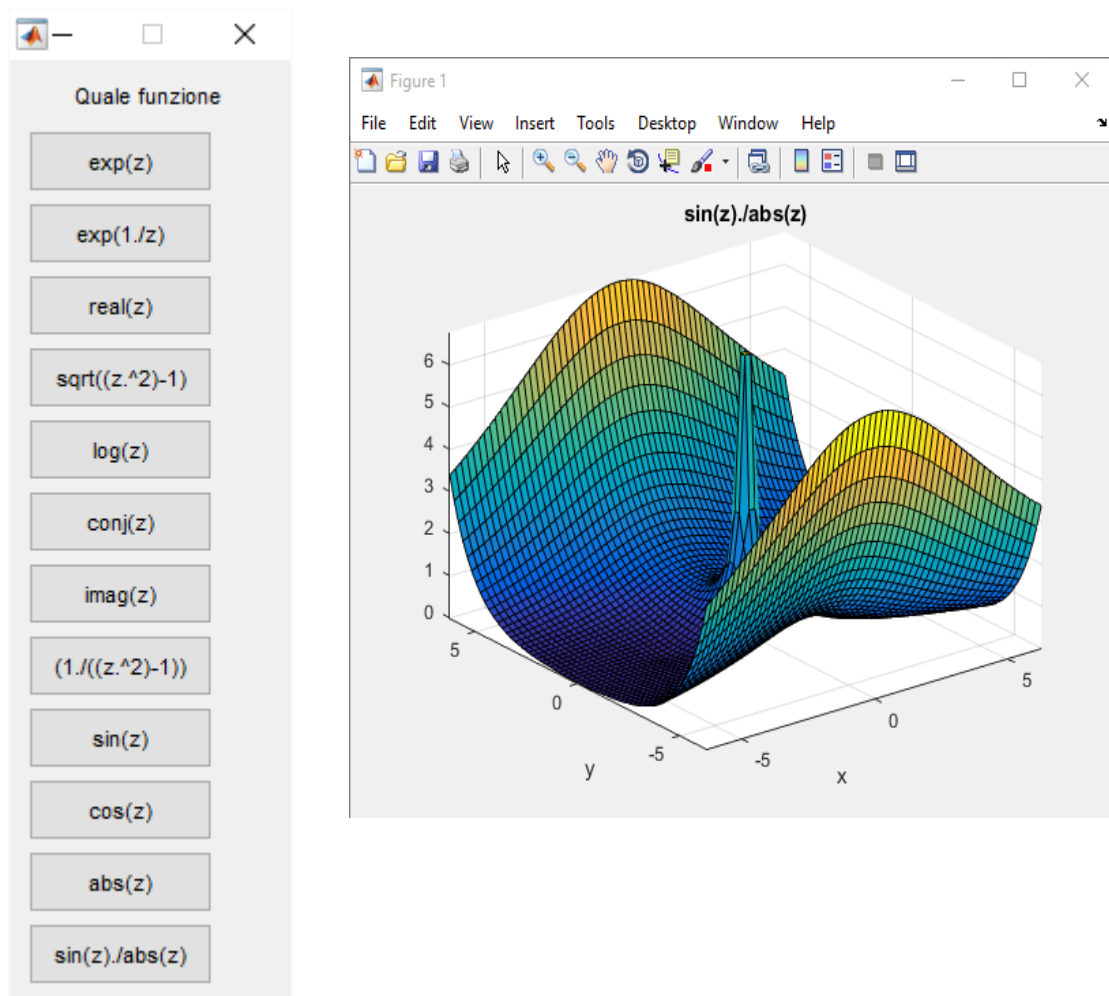 Quale funzione
exp(z)
exp(1./z)
real(z)
sqrt((z.^2)-1)
log(z)
conj(z)
imag(z)
(1./((z.^2)-1))
sin(z)
cos(z)
abs(z)
sin(z)./abs(z)
Figure 1
File Edit View Insert Tools Desktop Window Help
sin(z)./abs(z)
6
5
4
3
2
1
0
5
0
-5
y
-5
0
5
x